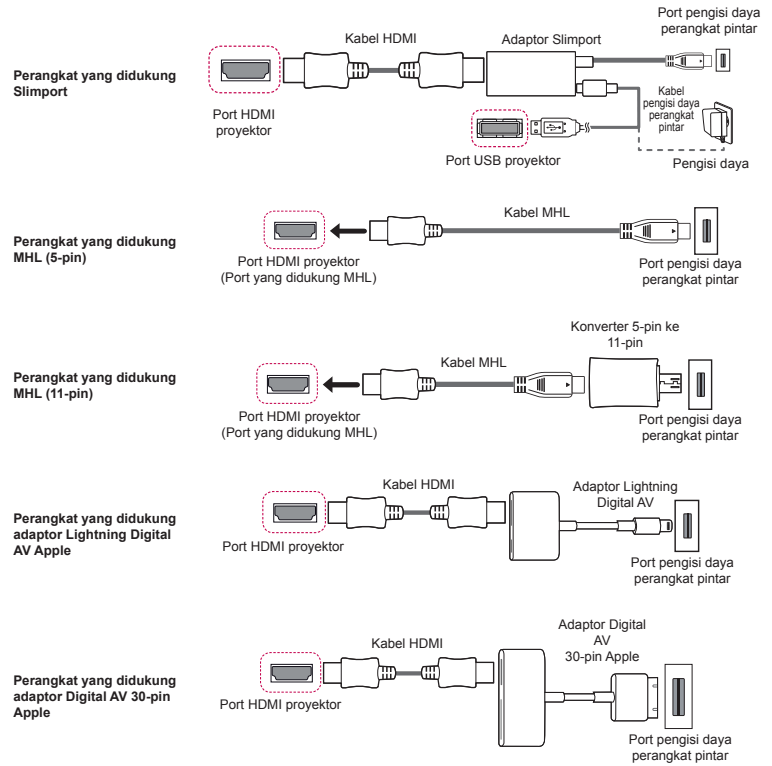 Perangkat yang didukung
Slimport
Port HDMI
proyektor
Kabel HDMI
Adaptor Slimport
Port pengisi daya
perangkat pintar
Kabel
pengisi daya
perangkat
pintar
Port USB proyektor
Pengisi daya
Perangkat yang didukung
MHL (5-pin)
Port HDMI proyektor
(Port yang didukung MHL)
Kabel MHL
Port pengisi daya
perangkat pintar
Perangkat yang didukung
MHL (11-pin)
Port HDMI proyektor
(Port yang didukung MHL)
Kabel MHL
Konverter 5-pin ke
11-pin
Port pengisi daya
perangkat pintar
Perangkat yang didukung
adaptor Lightning Digital
AV Apple
Port HDMI proyektor
Kabel HDMI
Adaptor Lightning
Digital AV
Port pengisi daya
perangkat pintar
Perangkat yang didukung
adaptor Digital AV 30-pin
Apple
Port HDMI proyektor
Kabel HDMI
Adaptor Digital
AV
30-pin Apple
Port pengisi daya
perangkat pintar